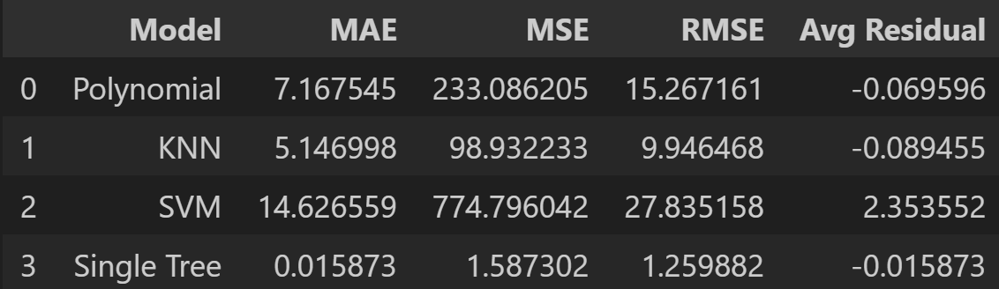 Model MAE MSE RMSE Avg Residual
0 Polynomial 7.167545 233.086205 15.267161 -0.069596
1 KNN 5.146998 98.932233 9.946468 -0.089455
2 SVM 14.626559 774.796042 27.835158 2.353552
3 Single Tree 0.015873 1.587302 1.259882 -0.015873